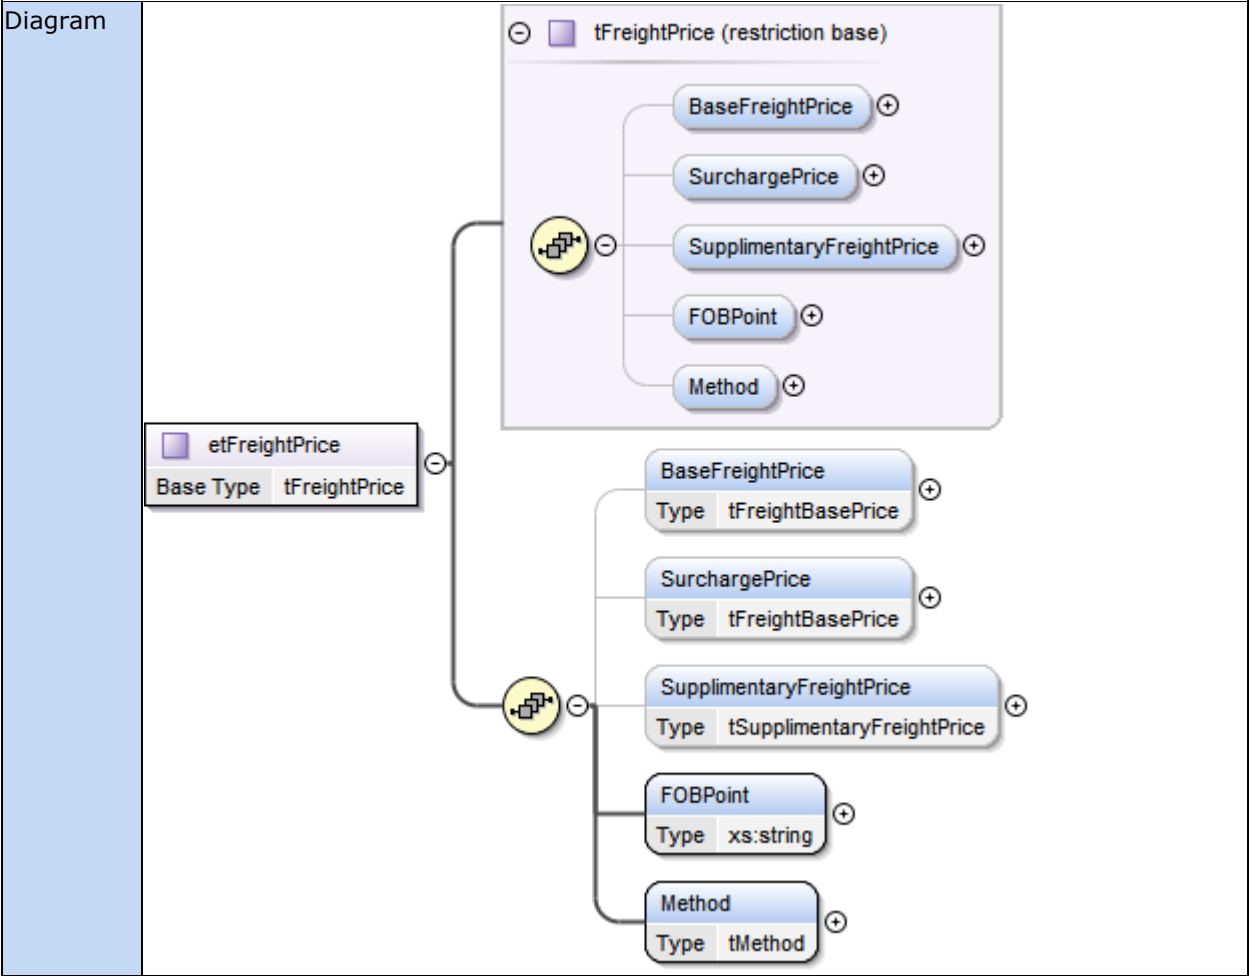 Diagram
tFreightPrice (restriction base)
BaseFreightPrice
SurchargePrice
SupplimentaryFreightPrice
FOBPoint
Method
etFreightPrice
Base Type tFreightPrice
BaseFreightPrice
Type tFreightBasePrice
SurchargePrice
Type tFreightBasePrice
SupplimentaryFreightPrice
Type tSupplimentaryFreightPrice
FOBPoint
Type xs:string
Method
Type tMethod